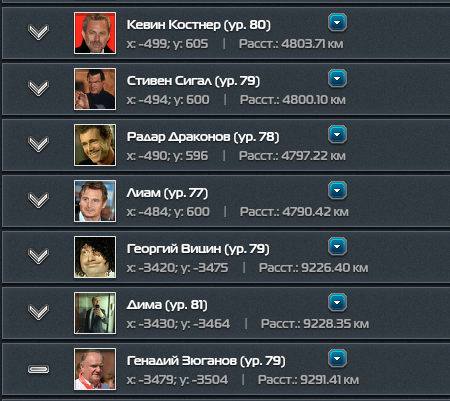 Кевин Костнер (ур. 80)
x: -499; y: 605 | Расст.: 4803.71 км
Стивен Сигал (ур. 79)
x: -494; y: 600 | Расст.: 4800.10 км
Радар Драконов (ур. 78)
x: -490; y: 596 | Расст.: 4797.22 км
Лиам (ур. 77)
x: -484; y: 600 | Расст.: 4790.42 км
Георгий Вицин (ур. 79)
x: -3420; y: -3475 | Расст.: 9226.40 км
Дима (ур. 81)
x: -3430; y: -3464 | Расст.: 9228.35 км
Генадий Зюганов (ур. 79)
x: -3479; y: -3504 | Расст.: 9291.41 км